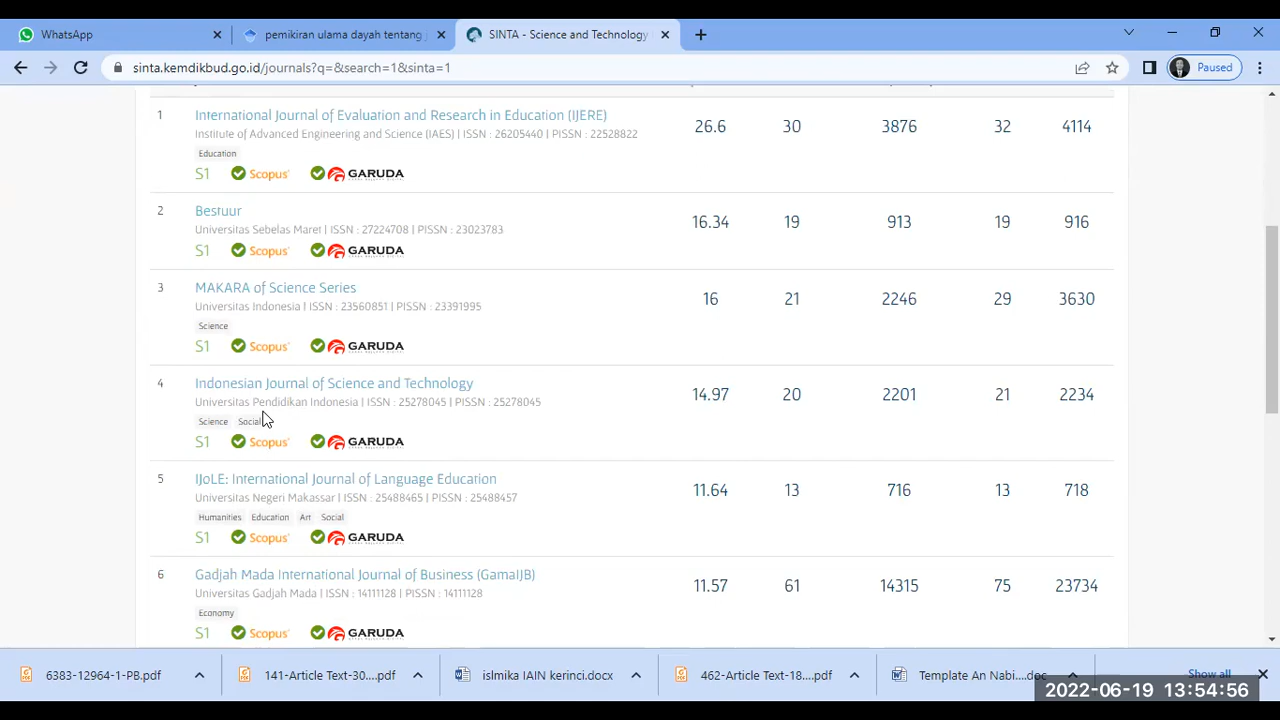 WhatsApp
pemikiran ulama dayah tentang
SINTA - Science and Technology
sinta.kemdikbud.go.id/journals?q=&search=1&sinta=1
Paused
1 International Journal of Evaluation and Research in Education (IJERE) 26.6 30 3876 32 4114
Institute of Advanced Engineering and Science (IAES) | ISSN : 26205440 | PISSN : 22528822
Education
S1 Scopus GARUDA
2 Bestuur 16.34 19 913 19 916
Universitas Sebelas Maret | ISSN : 27224708 | PISSN : 23023783
S1 Scopus GARUDA
3 MAKARA of Science Series 16 21 2246 29 3630
Universitas Indonesia | ISSN : 23560851 | PISSN : 23391995
Science
S1 Scopus GARUDA
4 Indonesian Journal of Science and Technology 14.97 20 2201 21 2234
Universitas Pendidikan Indonesia | ISSN : 25278045 | PISSN : 25278045
Science Social
S1 Scopus GARUDA
5 IJoLE: International Journal of Language Education 11.64 13 716 13 718
Universitas Negeri Makassar | ISSN : 25488465 | PISSN : 25488457
Humanities Education Art Social
S1 Scopus GARUDA
6 Gadjah Mada International Journal of Business (GamaIJB) 11.57 61 14315 75 23734
Universitas Gadjah Mada | ISSN : 14111128 | PISSN : 14111128
Economy
S1 Scopus GARUDA
6383-12964-1-PB.pdf
141-Article Text-30....pdf
islmika IAIN kerinci.docx
462-Article Text-18....pdf
Template An Nabi....doc
Show all
2022-06-19 13:54:56